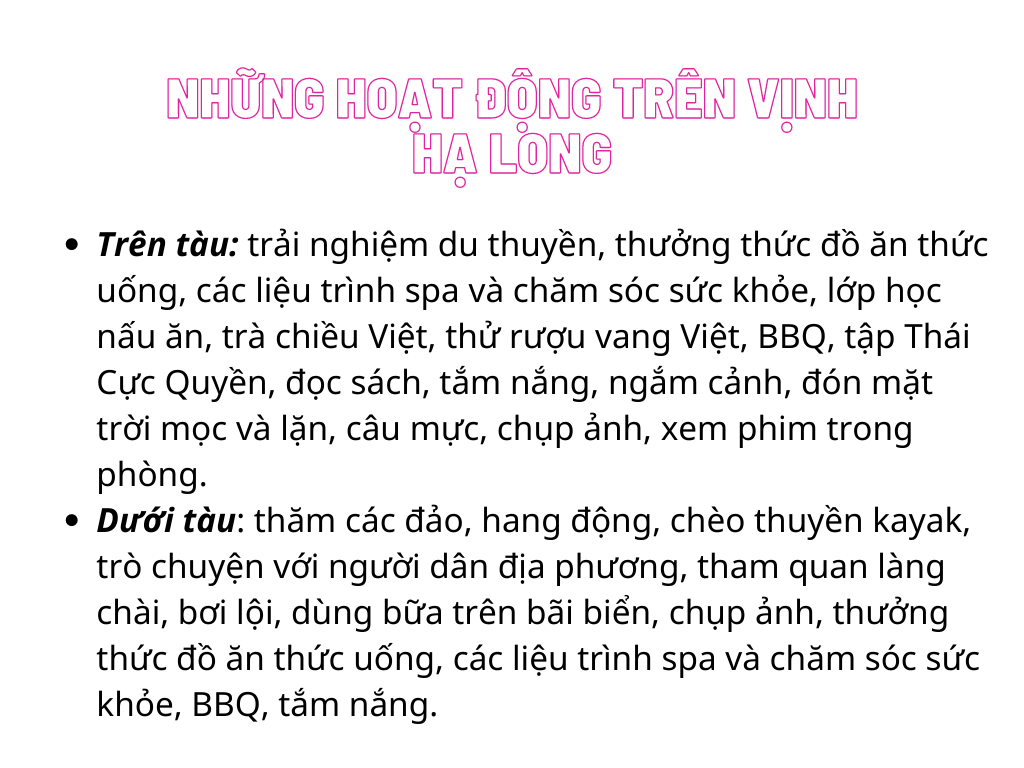 NHỮNG HOẠT ĐỘNG TRÊN VỊNH
HẠ LONG
• Trên tàu: trải nghiệm du thuyền, thưởng thức đồ ăn thức
uống, các liệu trình spa và chăm sóc sức khỏe, lớp học
nấu ăn, trà chiều Việt, thử rượu vang Việt, BBQ, tập Thái
Cực Quyền, đọc sách, tắm nắng, ngắm cảnh, đón mặt
trời mọc và lặn, câu mực, chụp ảnh, xem phim trong
phòng.
• Dưới tàu: thăm các đảo, hang động, chèo thuyền kayak,
trò chuyện với người dân địa phương, tham quan làng
chài, bơi lội, dùng bữa trên bãi biển, chụp ảnh, thưởng
thức đồ ăn thức uống, các liệu trình spa và chăm sóc sức
khỏe, BBQ, tắm nắng.